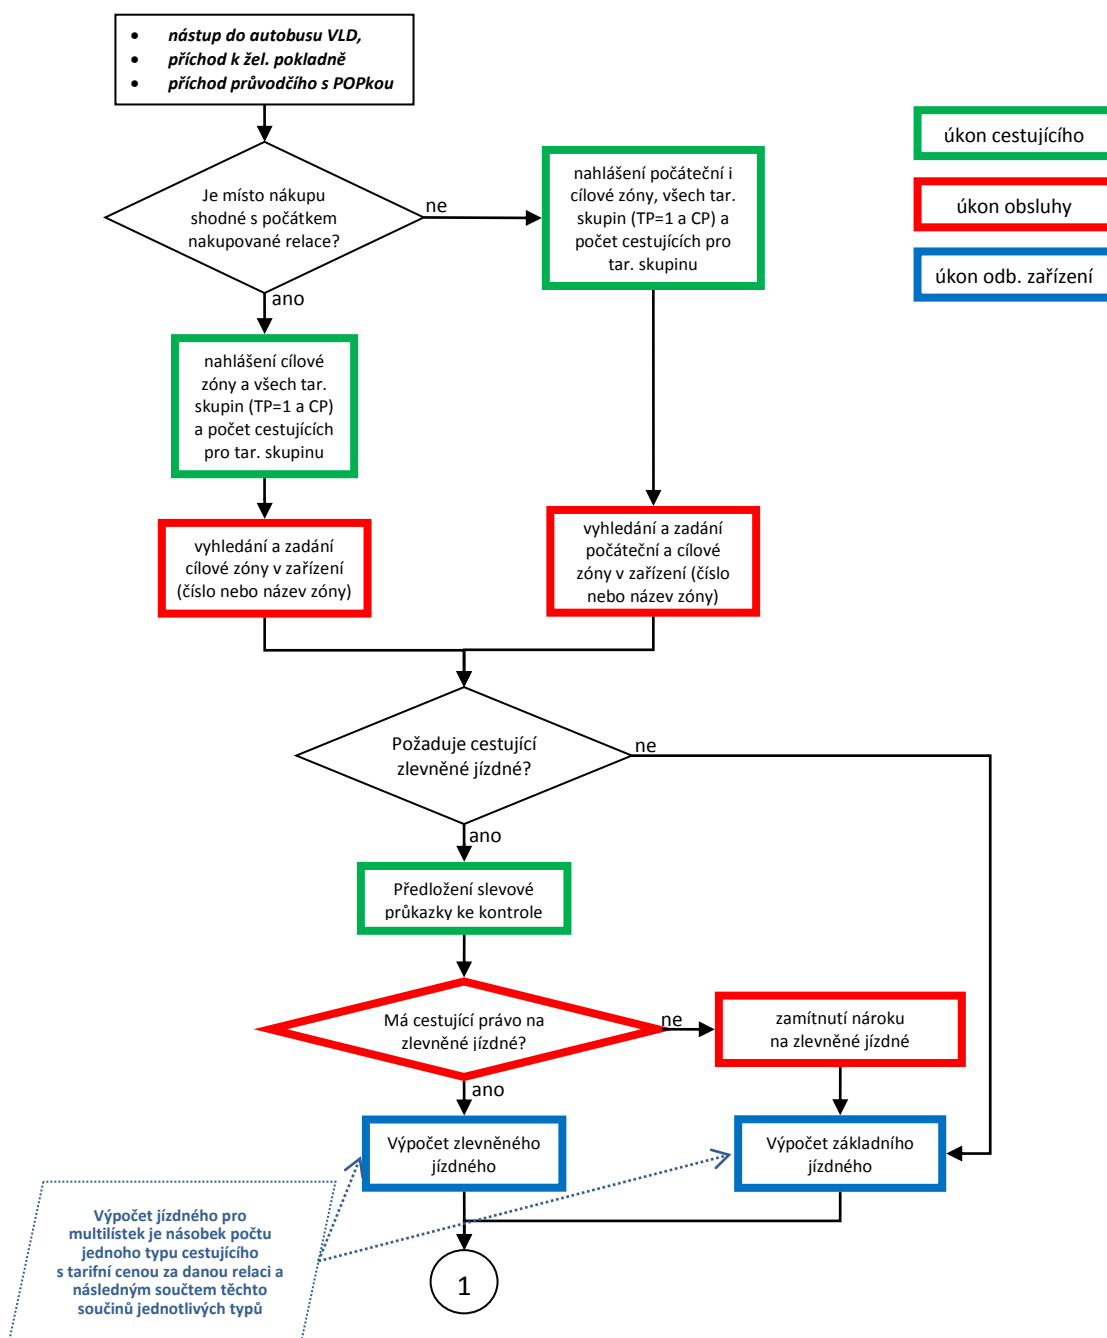 • nástup do autobusu VLD,
• příchod k žel. pokladně
• příchod průvodčího s POPkou
úkon cestujícího
úkon obsluhy
úkon odb. zařízení
Je místo nákupu
shodné s počátkem
nakupované relace?
ne
nahlášení počáteční i
cílové zóny, všech tar.
skupin (TP=1 a CP) a
počet cestujících pro
tar. skupinu
ano
nahlášení cílové
zóny a všech tar.
skupin (TP=1 a CP)
a počet cestujících
pro tar. skupinu
vyhledání a zadání
cílové zóny v zařízení
(číslo nebo název zóny)
vyhledání a zadání
počáteční a cílové
zóny v zařízení (číslo
nebo název zóny)
Požaduje cestující
zlevněné jízdné?
ne
ano
Předložení slevové
průkazky ke kontrole
Má cestující právo na
zlevněné jízdné?
ne
zamítnutí nároku
na zlevněné jízdné
ano
Výpočet zlevněného
jízdného
Výpočet základního
jízdného
Výpočet jízdného pro
multilístek je násobek počtu
jednoho typu cestujícího
s tarifní cenou za danou relaci a
následným součtem těchto
součinů jednotlivých typů
1